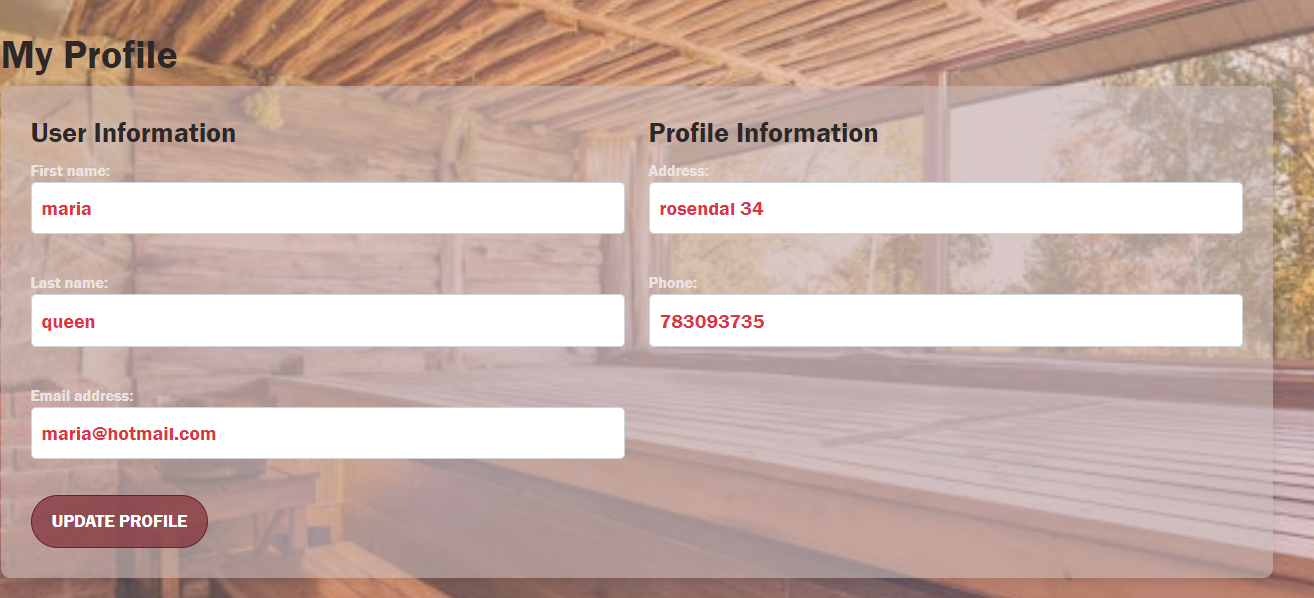 My Profile
User Information
First name:
maria
Last name:
queen
Email address:
maria@hotmail.com
UPDATE PROFILE
Profile Information
Address:
rosendal 34
Phone:
783093735